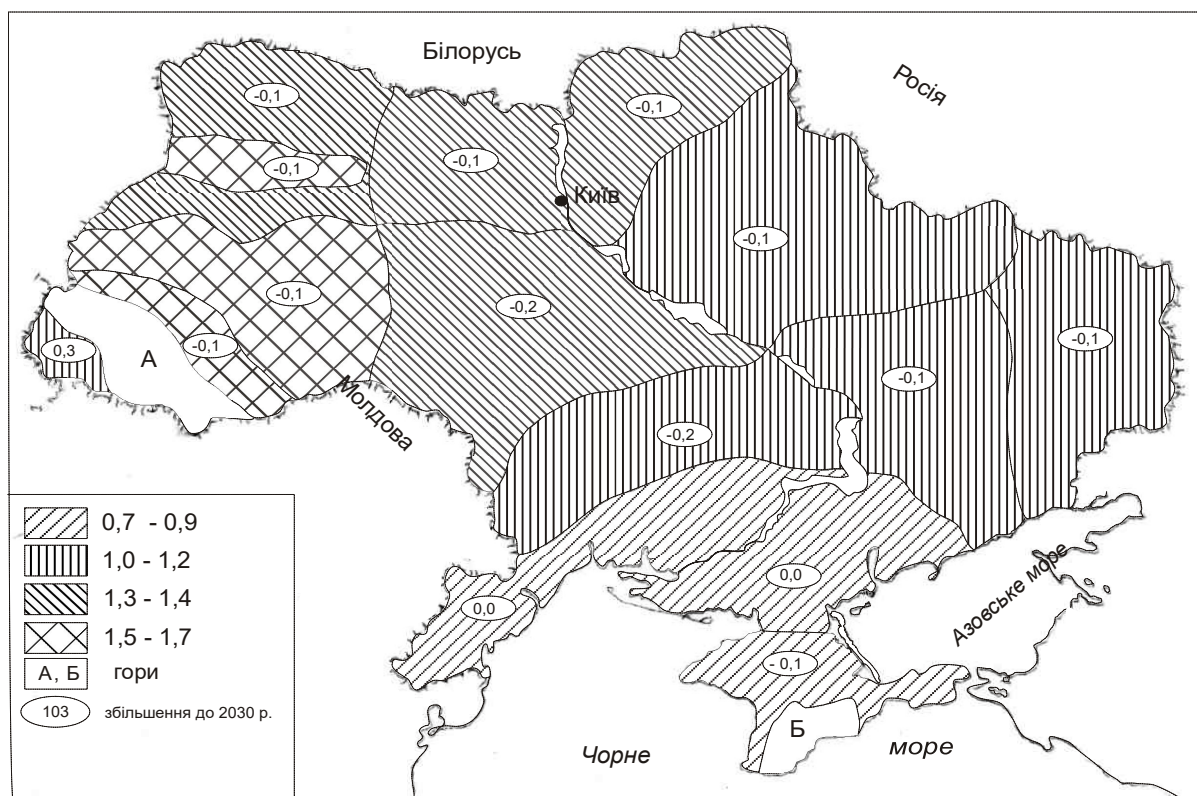 Білорусь
Росія
-0,1
-0,1
-0,1
-0,1
Київ
-0,1
-0,1
-0,2
-0,1
0,3
А
-0,1
-0,1
Молдова
-0,2
0,7 - 0,9
1,0 - 1,2
1,3 - 1,4
1,5 - 1,7
А, Б гори
103 збільшення до 2030 р.
0,0
0,0
Азовське море
- 0,1
Б
Чорне море